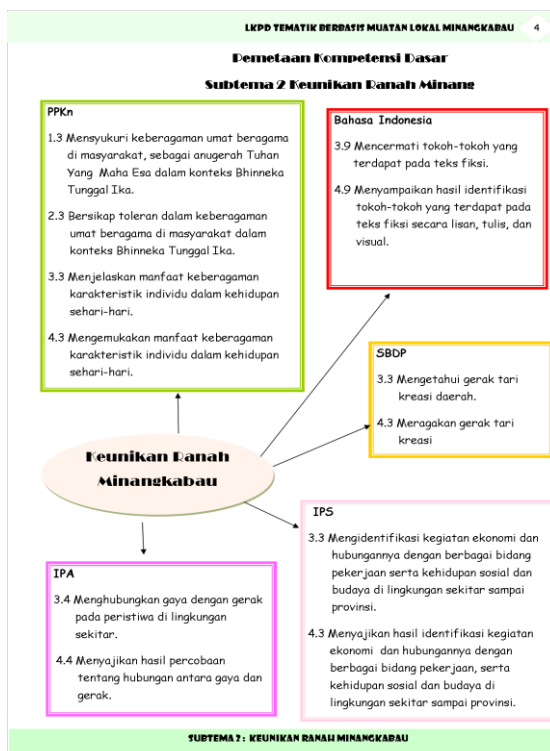 LKPD TEMATIK BERBASIS MUATAN LOKAL MINANGKABAU 4
Pemetaan Kompetensi Dasar
Subtema 2 Keunikan Ranah Minang
PPKn
1.3 Mensyukuri keberagaman umat beragama
di masyarakat, sebagai anugerah Tuhan
Yang Maha Esa dalam konteks Bhinneka
Tunggal Ika.
2.3 Bersikap toleran dalam keberagaman
umat beragama di masyarakat dalam
konteks Bhinneka Tunggal Ika.
3.3 Menjelaskan manfaat keberagaman
karakteristik individu dalam kehidupan
sehari-hari.
4.3 Mengemukakan manfaat keberagaman
karakteristik individu dalam kehidupan
sehari-hari.
Bahasa Indonesia
3.9 Mencermati tokoh-tokoh yang
terdapat pada teks fiksi.
4.9 Menyampaikan hasil identifikasi
tokoh-tokoh yang terdapat pada
teks fiksi secara lisan, tulis, dan
visual.
SBDP
3.3 Mengetahui gerak tari
kreasi daerah.
4.3 Meragakan gerak tari
kreasi
Keunikan Ranah
Minangkabau
IPS
3.3 Mengidentifikasi kegiatan ekonomi dan
hubungannya dengan berbagai bidang
pekerjaan serta kehidupan sosial dan
budaya di lingkungan sekitar sampai
provinsi.
4.3 Menyajikan hasil identifikasi kegiatan
ekonomi dan hubungannya dengan
berbagai bidang pekerjaan, serta
kehidupan sosial dan budaya di
lingkungan sekitar sampai provinsi.
IPA
3.4 Menghubungkan gaya dengan gerak
pada peristiwa di lingkungan
sekitar.
4.4 Menyajikan hasil percobaan
tentang hubungan antara gaya dan
gerak.
SUBTEMA 2 : KEUNIKAN RANAH MINANGKABAU